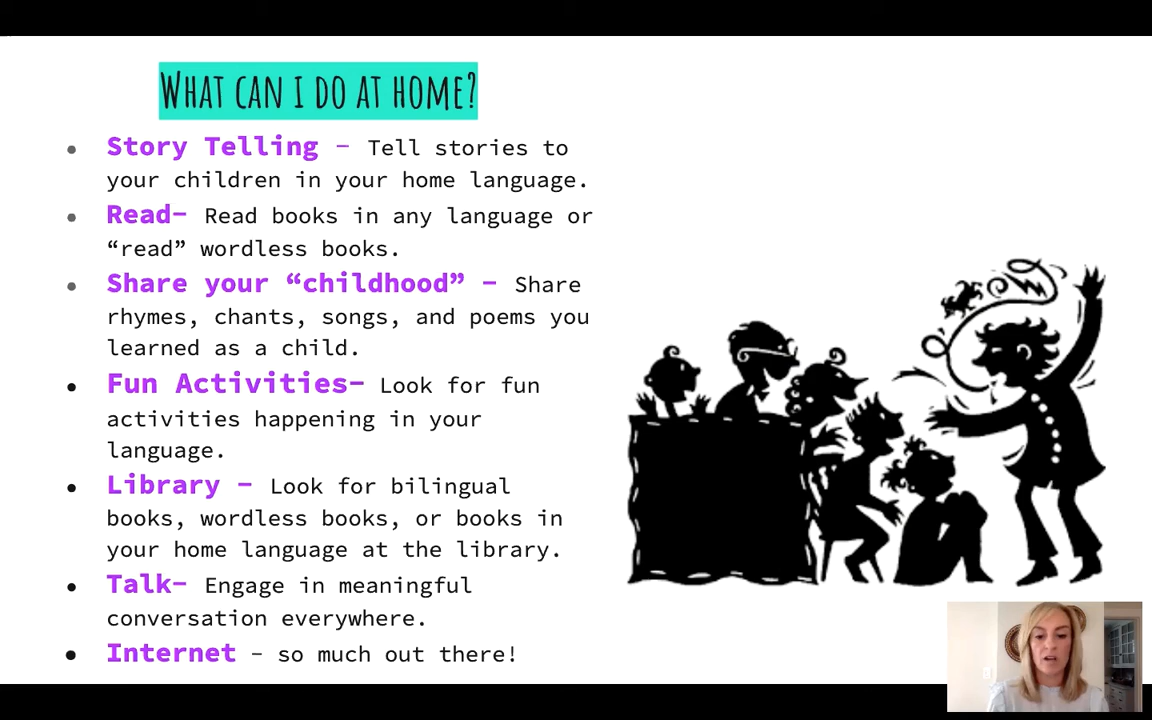 WHAT CAN I DO AT HOME?
• Story Telling – Tell stories to
your children in your home language.
• Read– Read books in any language or
“read” wordless books.
• Share your “childhood” – Share
rhymes, chants, songs, and poems you
learned as a child.
• Fun Activities– Look for fun
activities happening in your
language.
• Library – Look for bilingual
books, wordless books, or books in
your home language at the library.
• Talk– Engage in meaningful
conversation everywhere.
• Internet – so much out there!